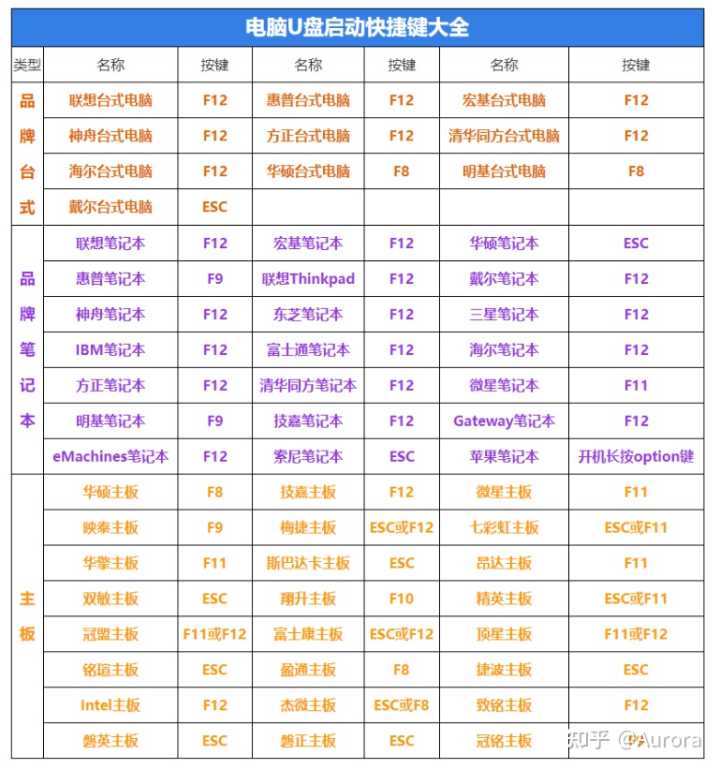 电脑U盘启动快捷键大全
类型 名称 按键 名称 按键 名称 按键
品牌台式
联想台式电脑 F12 惠普台式电脑 F12 宏基台式电脑 F12
神舟台式电脑 F12 方正台式电脑 F12 清华同方台式电脑 F12
海尔台式电脑 F12 华硕台式电脑 F8 明基台式电脑 F8
戴尔台式电脑 ESC
品牌笔记本
联想笔记本 F12 宏基笔记本 F12 华硕笔记本 ESC
惠普笔记本 F9 联想Thinkpad F12 戴尔笔记本 F12
神舟笔记本 F12 东芝笔记本 F12 三星笔记本 F12
IBM笔记本 F12 富士通笔记本 F12 海尔笔记本 F12
方正笔记本 F12 清华同方笔记本 F12 微星笔记本 F11
明基笔记本 F9 技嘉笔记本 F12 Gateway笔记本 F12
eMachines笔记本 F12 索尼笔记本 ESC 苹果笔记本 开机长按option键
主板
华硕主板 F8 技嘉主板 F12 微星主板 F11
映泰主板 F9 梅捷主板 ESC或F12 七彩虹主板 ESC或F11
华擎主板 F11 斯巴达卡主板 ESC 昂达主板 F11
双敏主板 ESC 翔升主板 F10 精英主板 ESC或F11
冠盟主板 F11或F12 富士康主板 ESC或F12 顶星主板 F11或F12
铭瑄主板 ESC 盈通主板 F8 捷波主板 ESC
Intel主板 F12 杰微主板 ESC或F8 致铭主板 F12
磐英主板 ESC 磐正主板 ESC 冠铭主板
知乎 @Aurora